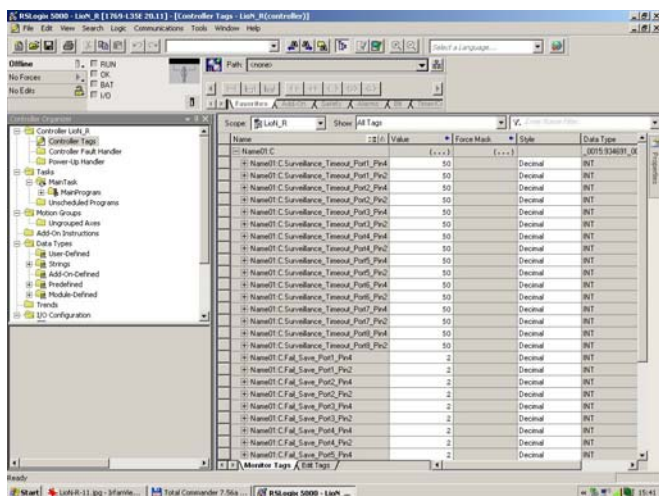 RSLogix 5000 - LioN_R [1769-L35E 20.11] - [Controller Tags - LioN_R(controller)]
File Edit View Search Logic Communications Tools Window Help
Select a Language...
Offline
RUN
No Forces
OK
BAT
No Edits
I/O
Path: <none>
Favorites Add-On Safety Alarms Bit
Controller Organizer
Scope: LioN_R Show: All Tags
Name Value Force Mask Style Data Type
Name01:C {...} {...}
Name01:C.Surveillance_Timeout_Port1_Pin4 50 Decimal INT
Name01:C.Surveillance_Timeout_Port1_Pin2 50 Decimal INT
Name01:C.Surveillance_Timeout_Port2_Pin4 50 Decimal INT
Name01:C.Surveillance_Timeout_Port2_Pin2 50 Decimal INT
Name01:C.Surveillance_Timeout_Port3_Pin4 50 Decimal INT
Name01:C.Surveillance_Timeout_Port3_Pin2 50 Decimal INT
Name01:C.Surveillance_Timeout_Port4_Pin4 50 Decimal INT
Name01:C.Surveillance_Timeout_Port4_Pin2 50 Decimal INT
Name01:C.Surveillance_Timeout_Port5_Pin4 50 Decimal INT
Name01:C.Surveillance_Timeout_Port5_Pin2 50 Decimal INT
Name01:C.Surveillance_Timeout_Port6_Pin4 50 Decimal INT
Name01:C.Surveillance_Timeout_Port6_Pin2 50 Decimal INT
Name01:C.Surveillance_Timeout_Port7_Pin4 50 Decimal INT
Name01:C.Surveillance_Timeout_Port7_Pin2 50 Decimal INT
Name01:C.Surveillance_Timeout_Port8_Pin4 50 Decimal INT
Name01:C.Surveillance_Timeout_Port8_Pin2 50 Decimal INT
Name01:C.Fail_Save_Port1_Pin4 2 Decimal INT
Name01:C.Fail_Save_Port1_Pin2 2 Decimal INT
Name01:C.Fail_Save_Port2_Pin4 2 Decimal INT
Name01:C.Fail_Save_Port2_Pin2 2 Decimal INT
Name01:C.Fail_Save_Port3_Pin4 2 Decimal INT
Name01:C.Fail_Save_Port3_Pin2 2 Decimal INT
Name01:C.Fail_Save_Port4_Pin4 2 Decimal INT
Name01:C.Fail_Save_Port4_Pin2 2 Decimal INT
Name01:C.Fail_Save_Port5_Pin4 2 Decimal INT
Monitor Tags Edit Tags
Properties
Controller LioN_R
Controller Tags
Controller Fault Handler
Power-Up Handler
Tasks
MainTask
MainProgram
Unscheduled Programs
Motion Groups
Ungrouped Axes
Add-On Instructions
Data Types
User-Defined
Strings
Add-On-Defined
Predefined
Module-Defined
Trends
I/O Configuration
Ready
Start LioN-R-11.jpg - IrfanVie... Total Commander 7.56a ... RSLogix 5000 - LioN_... 15:41